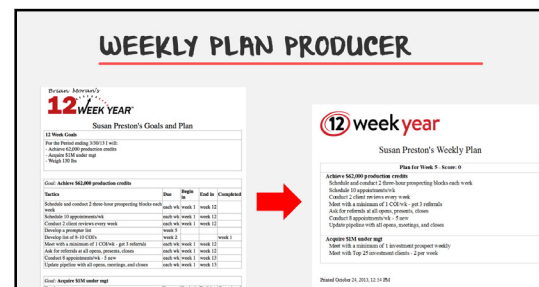 WEEKLY PLAN PRODUCER
Brian Moran's
12 WEEK YEAR
Susan Preston's Goals and Plan
12 Week Goals
For the Period ending 3/30/13 I will:
- Achieve 62,000 production credits
- Acquire $1M under mgt
- Weigh 130 lbs
Goal: Achieve $62,000 production credits
Tactics Due Begin in End in Completed
Schedule and conduct 2 three-hour prospecting blocks each week each wk week 1 week 12
Schedule 10 appointments/wk each wk week 1 week 12
Conduct 2 client reviews every week each wk week 1 week 12
Develop a prompter list week 5
Develop list of 8-10 COI's week 2 week 1
Meet with a minimum of 1 COI/wk - get 3 referrals each wk week 1 week 12
Ask for referrals at all opens, presents, closes each wk week 1 week 12
Conduct 8 appointments/wk - 5 new each wk week 1 week 13
Update pipeline with all opens, meetings, and closes each wk week 1 week 13
Goal: Acquire $1M under mgt
12 week year
Susan Preston's Weekly Plan
Plan for Week 5 - Score: 0
Achieve $62,000 production credits
Schedule and conduct 2 three-hour prospecting blocks each week
Schedule 10 appointments/wk
Conduct 2 client reviews every week
Meet with a minimum of 1 COI/wk - get 3 referrals
Ask for referrals at all opens, presents, closes
Conduct 8 appointments/wk - 5 new
Update pipeline with all opens, meetings, and closes
Acquire $1M under mgt
Meet with a minimum of 1 investment prospect weekly
Meet with Top 25 investment clients - 2 per week
Printed October 24, 2013, 12:34 PM